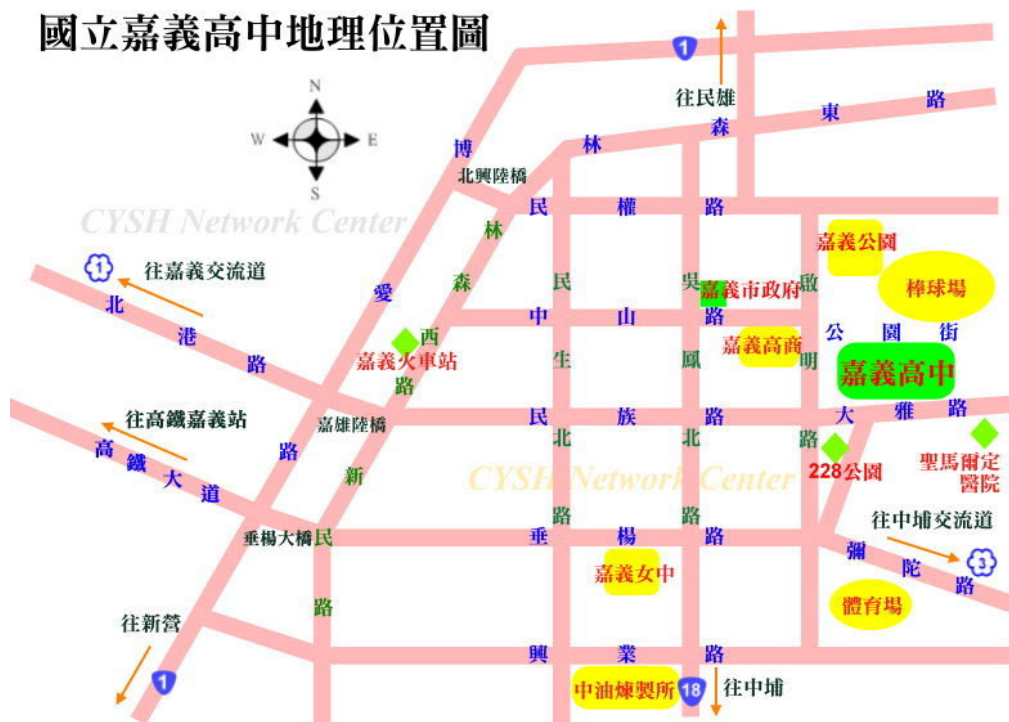 國立嘉義高中地理位置圖
1
往民雄
N
W
E
S
林森東路
博愛路
北興陸橋
民權路
CYSH Network Center
林森西路
嘉義公園
1
往嘉義交流道
北港路
民生北路
吳鳳北路
啟明路
嘉義市政府
棒球場
中山路
公園街
嘉義火車站
嘉義高商
嘉義高中
往高鐵嘉義站
嘉雄陸橋
民族路
大雅路
高鐵大道
新民路
CYSH Network Center
228公園
聖馬爾定
醫院
往中埔交流道
3
垂楊大橋
垂楊路
彌陀路
嘉義女中
體育場
往新營
興業路
1
中油煉製所
18
往中埔